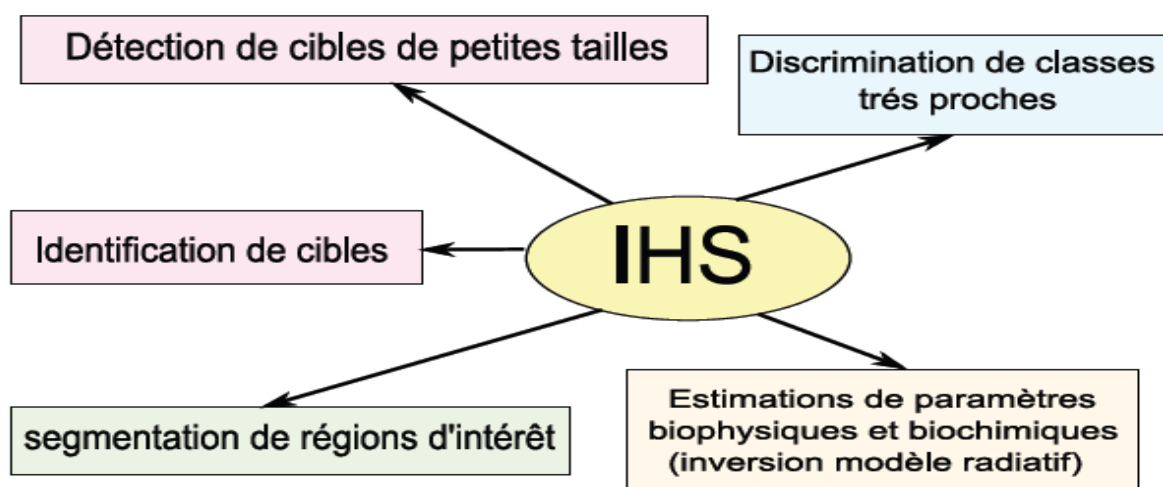 Détection de cibles de petites tailles
Discrimination de classes
trés proches
Identification de cibles
IHS
segmentation de régions d'intérêt
Estimations de paramètres
biophysiques et biochimiques
(inversion modèle radiatif)